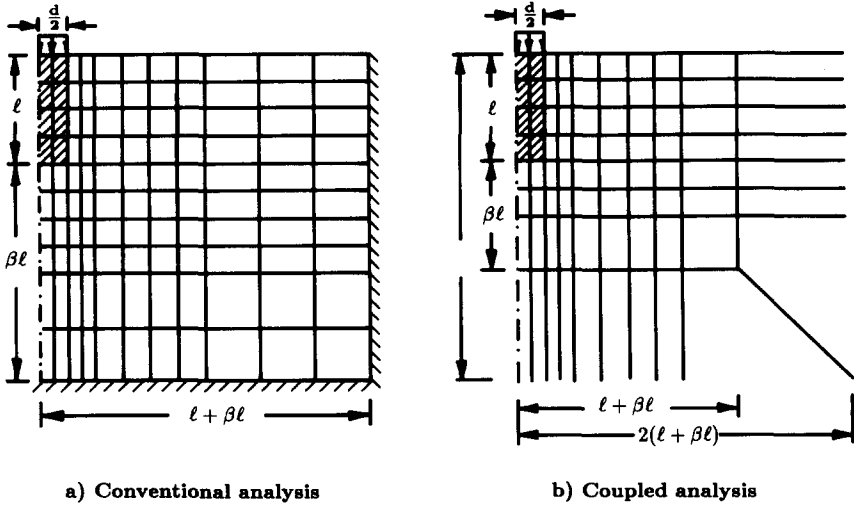 d/2
ℓ
βℓ
ℓ + βℓ
a) Conventional analysis
d/2
ℓ
βℓ
ℓ + βℓ
2(ℓ + βℓ)
b) Coupled analysis